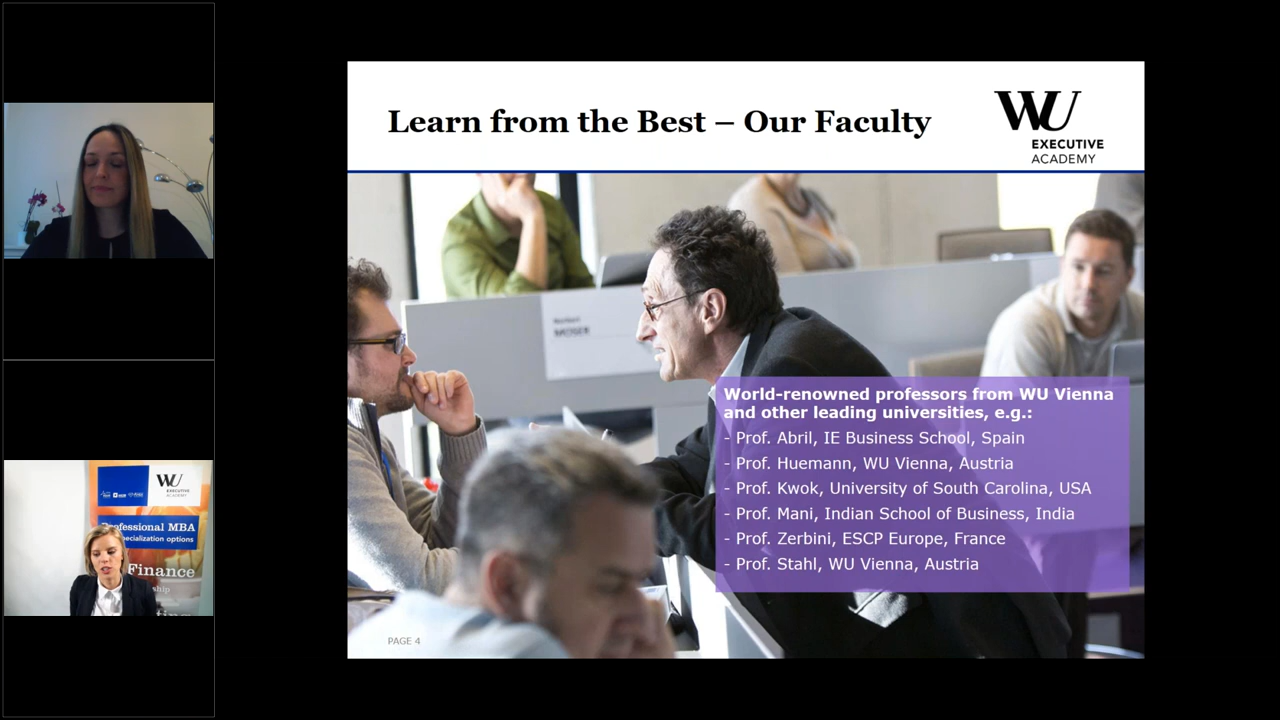 Learn from the Best – Our Faculty
WU
EXECUTIVE
ACADEMY
MOSER
World-renowned professors from WU Vienna
and other leading universities, e.g.:
- Prof. Abril, IE Business School, Spain
- Prof. Huemann, WU Vienna, Austria
- Prof. Kwok, University of South Carolina, USA
- Prof. Mani, Indian School of Business, India
- Prof. Zerbini, ESCP Europe, France
- Prof. Stahl, WU Vienna, Austria
PAGE 4
WU
EXECUTIVE
ACADEMY
Professional MBA
specialization options
Finance